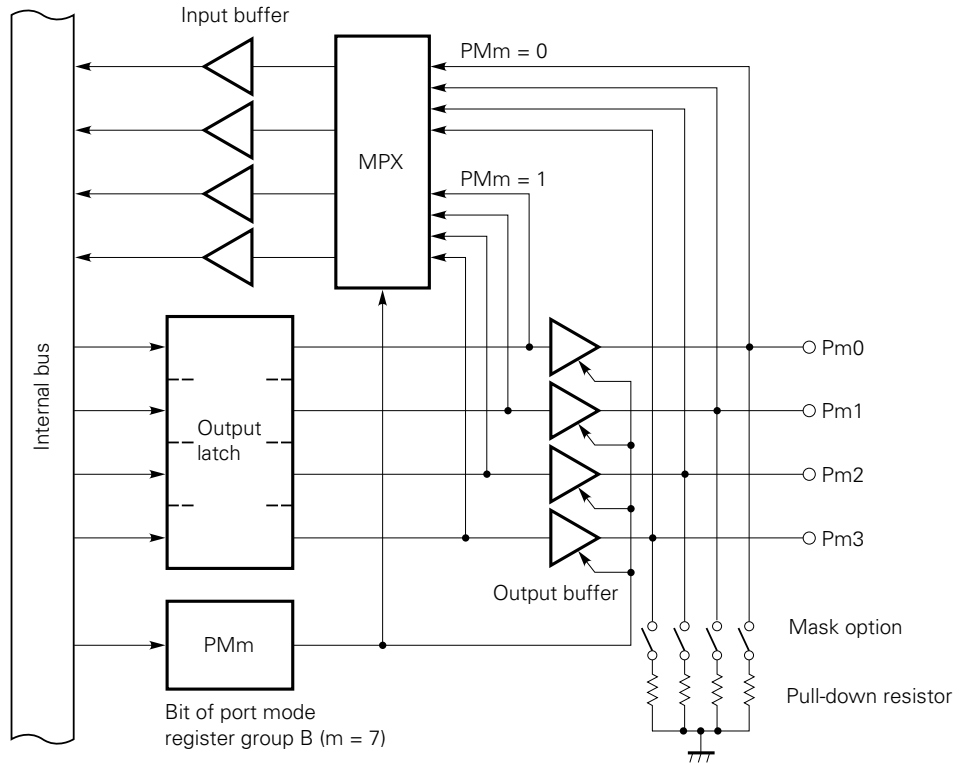 Input buffer
PMm = 0
MPX
PMm = 1
Internal bus
Output
latch
Pm0
Pm1
Pm2
Pm3
Output buffer
PMm
Mask option
Pull-down resistor
Bit of port mode
register group B (m = 7)